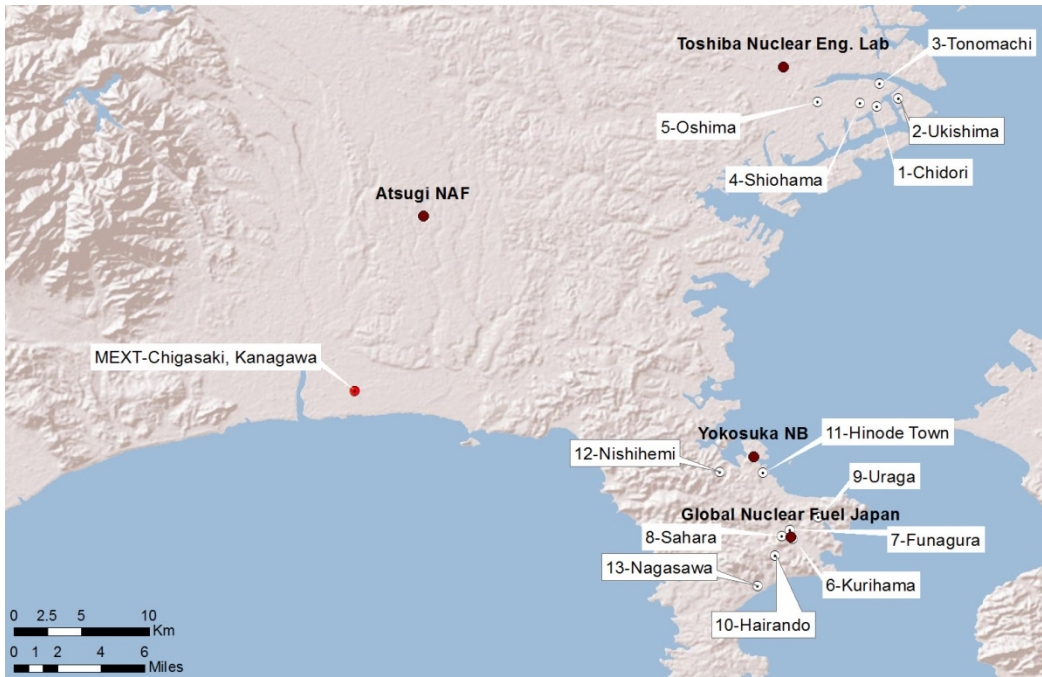 3-Tonomachi
Toshiba Nuclear Eng. Lab
5-Oshima
2-Ukishima
4-Shiohama
1-Chidori
Atsugi NAF
MEXT-Chigasaki, Kanagawa
Yokosuka NB
11-Hinode Town
12-Nishihemi
9-Uraga
Global Nuclear Fuel Japan
8-Sahara
7-Funagura
13-Nagasawa
6-Kurihama
10-Hairando
0 2.5 5 10
Km
0 1 2 4 6
Miles